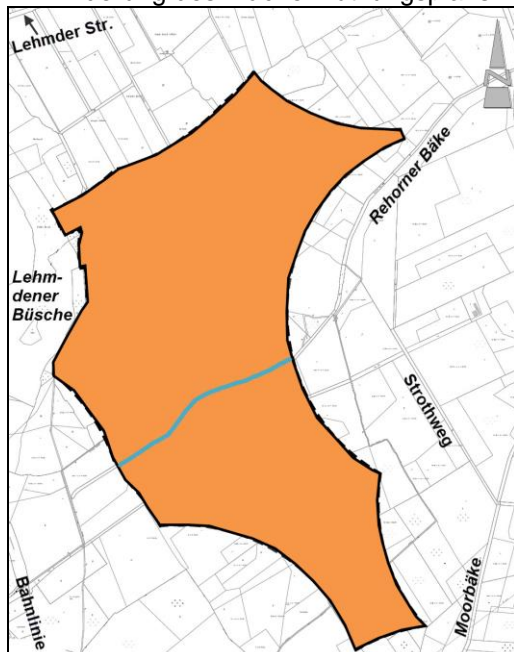 Lehmder Str.
Rehorner Bäke
Lehm-
dener
Büsche
Strothweg
Bahnlinie
Moorbäke